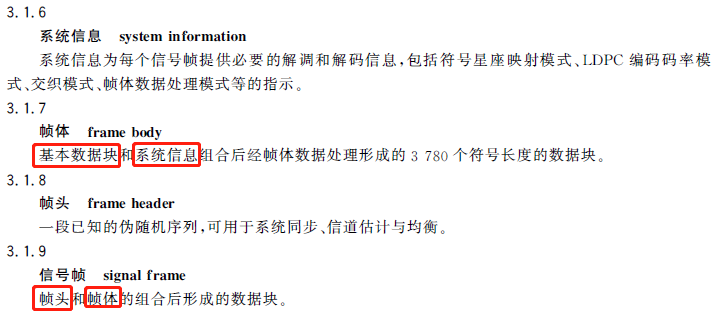 3.1.6
系统信息 system information
系统信息为每个信号帧提供必要的解调和解码信息,包括符号星座映射模式、LDPC 编码码率模
式、交织模式、帧体数据处理模式等的指示。
3.1.7
帧体 frame body
基本数据块和系统信息组合后经帧体数据处理形成的 3 780 个符号长度的数据块。
3.1.8
帧头 frame header
一段已知的伪随机序列,可用于系统同步、信道估计与均衡。
3.1.9
信号帧 signal frame
帧头和帧体的组合后形成的数据块。